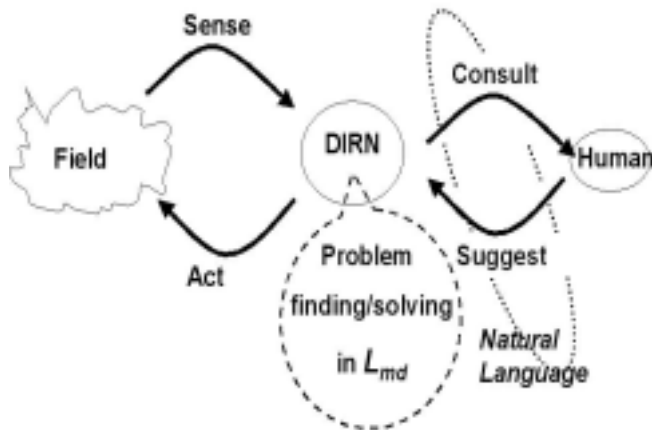 Sense
Consult
Field
DIRN
Human
Act
Problem
finding/solving
in Lmd
Suggest
Natural
Language